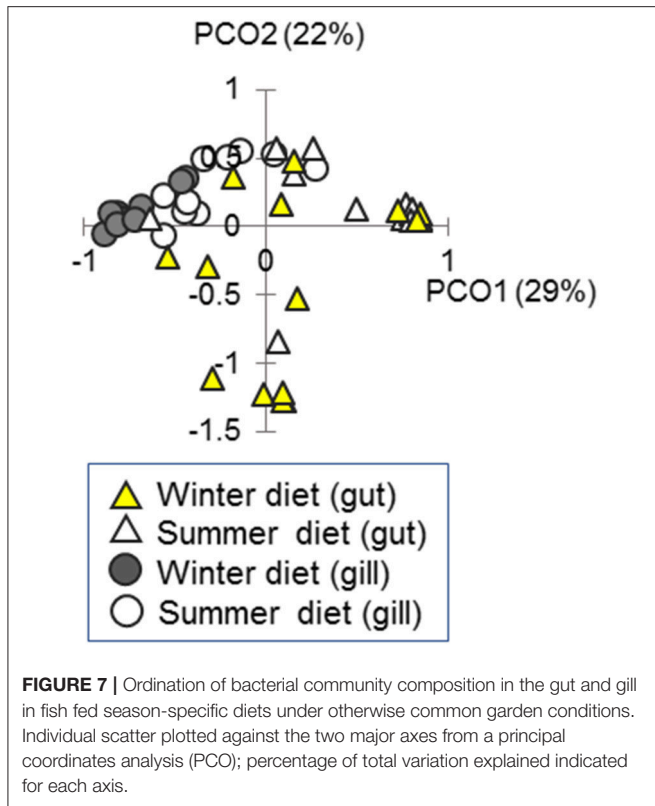 PCO2 (22%)
1
0.5
0
-1
0
1
PCO1 (29%)
-0.5
-1
-1.5
Winter diet (gut)
Summer diet (gut)
Winter diet (gill)
Summer diet (gill)
FIGURE 7 | Ordination of bacterial community composition in the gut and gill
in fish fed season-specific diets under otherwise common garden conditions.
Individual scatter plotted against the two major axes from a principal
coordinates analysis (PCO); percentage of total variation explained indicated
for each axis.